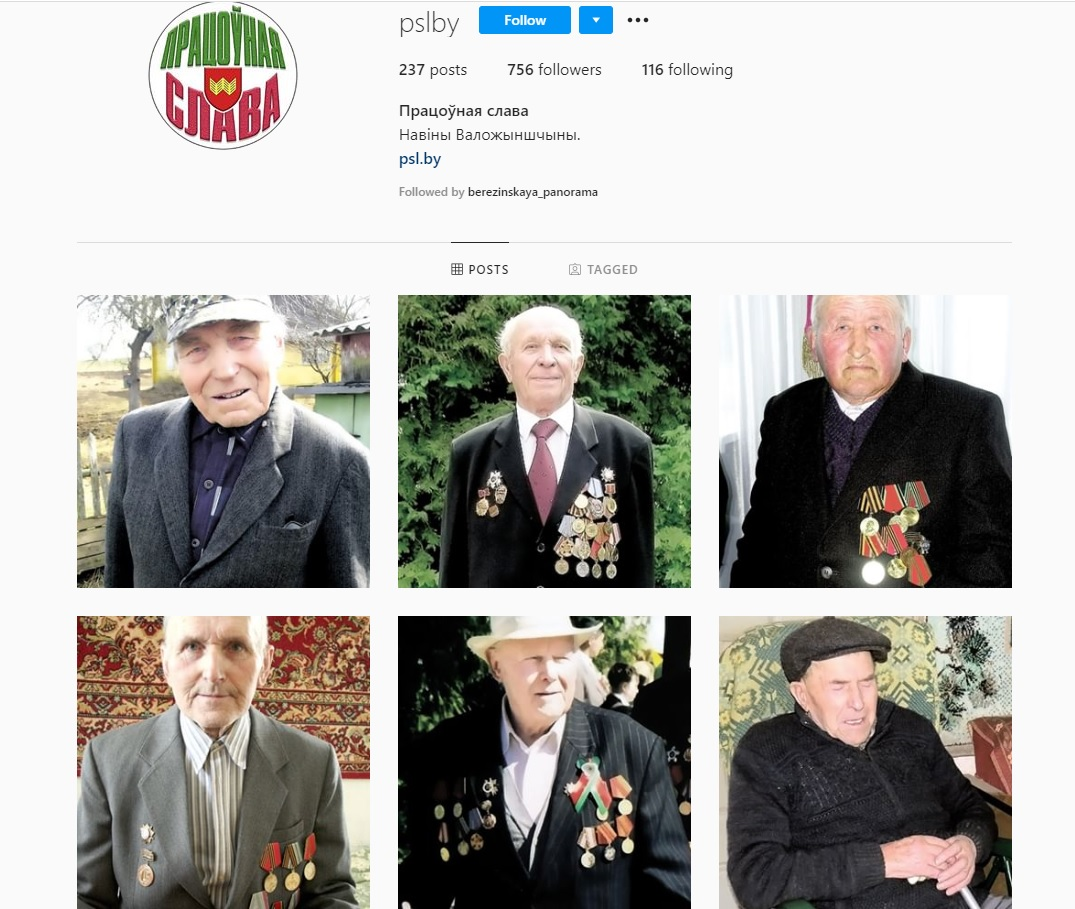 ПРАЦОЎНАЯ
СЛАВА
pslby Follow
237 posts 756 followers 116 following
Працоўная слава
Навіны Валожыншчыны.
psl.by
Followed by berezinskaya_panorama
POSTS TAGGED